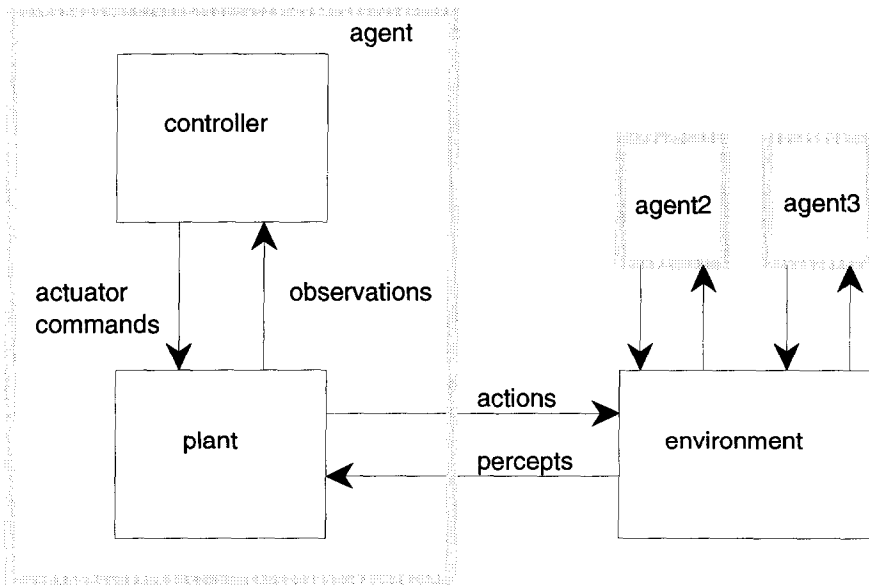 agent
controller
agent2
agent3
actuator
commands
observations
plant
actions
percepts
environment